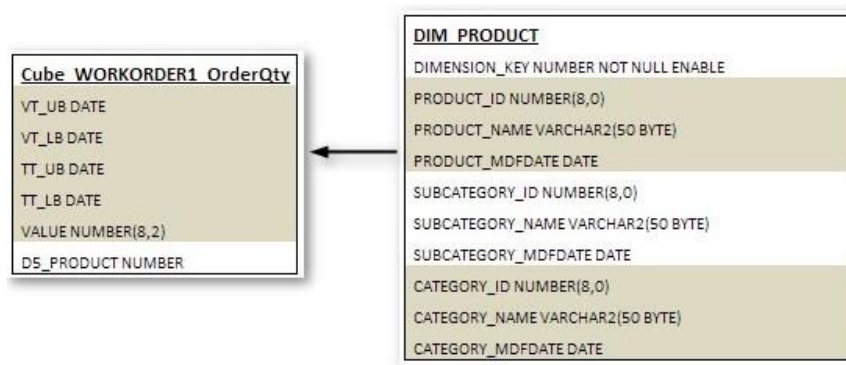 Cube_WORKORDER1_OrderQty
VT_UB DATE
VT_LB DATE
TT_UB DATE
TT_LB DATE
VALUE NUMBER(8,2)
D5_PRODUCT NUMBER
DIM_PRODUCT
DIMENSION_KEY NUMBER NOT NULL ENABLE
PRODUCT_ID NUMBER(8,0)
PRODUCT_NAME VARCHAR2(50 BYTE)
PRODUCT_MDFDATE DATE
SUBCATEGORY_ID NUMBER(8,0)
SUBCATEGORY_NAME VARCHAR2(50 BYTE)
SUBCATEGORY_MDFDATE DATE
CATEGORY_ID NUMBER(8,0)
CATEGORY_NAME VARCHAR2(50 BYTE)
CATEGORY_MDFDATE DATE